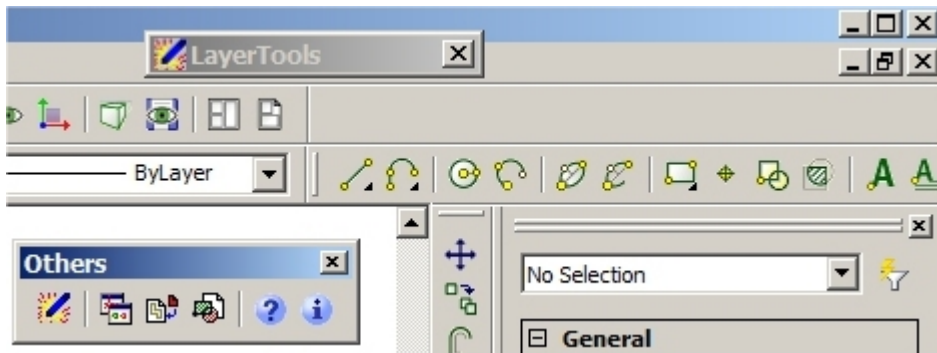 LayerTools
ByLayer
A A
Others
No Selection
General